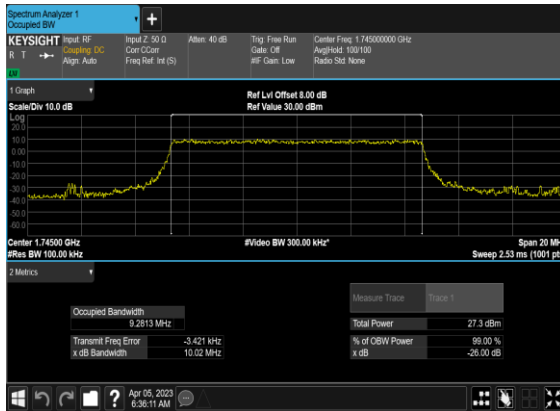 Spectrum Analyzer 1
Occupied BW
KEYSIGHT Input: RF Input Z: 50 Ω Atten: 40 dB Trig: Free Run Center Freq: 1.745000000 GHz
R T Coupling: DC Corr CCorr Gate: Off Avg|Hold: 100/100
Align: Auto Freq Ref: Int (S) #IF Gain: Low Radio Std: None
LXI
1 Graph Ref Lvl Offset 8.00 dB
Scale/Div 10.0 dB Ref Value 30.00 dBm
Log
20.0
10.0
0.00
-10.0
-20.0
-30.0
-40.0
-50.0
-60.0
Center 1.74500 GHz #Video BW 300.00 kHz* Span 20 MH
#Res BW 100.00 kHz Sweep 2.53 ms (1001 pt
2 Metrics
Measure Trace Trace 1
Occupied Bandwidth
9.2813 MHz Total Power 27.3 dBm
Transmit Freq Error -3.421 kHz % of OBW Power 99.00 %
x dB Bandwidth 10.02 MHz x dB -26.00 dB
? Apr 05, 2023
6:36:11 AM